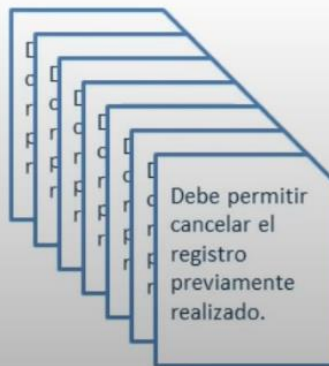 Debe permitir
cancelar el
registro
previamente
realizado.